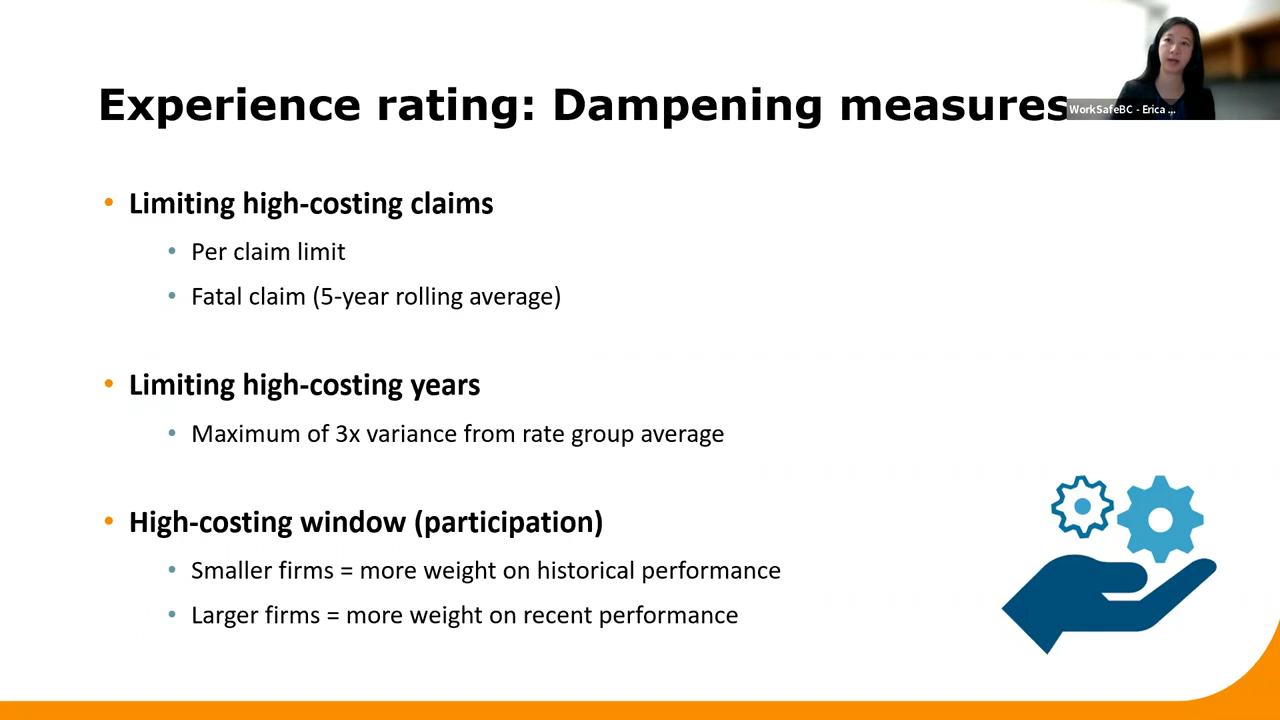 Experience rating: Dampening measures
WorkSafeBC - Erica ...
• Limiting high-costing claims
• Per claim limit
• Fatal claim (5-year rolling average)
• Limiting high-costing years
• Maximum of 3x variance from rate group average
• High-costing window (participation)
• Smaller firms = more weight on historical performance
• Larger firms = more weight on recent performance